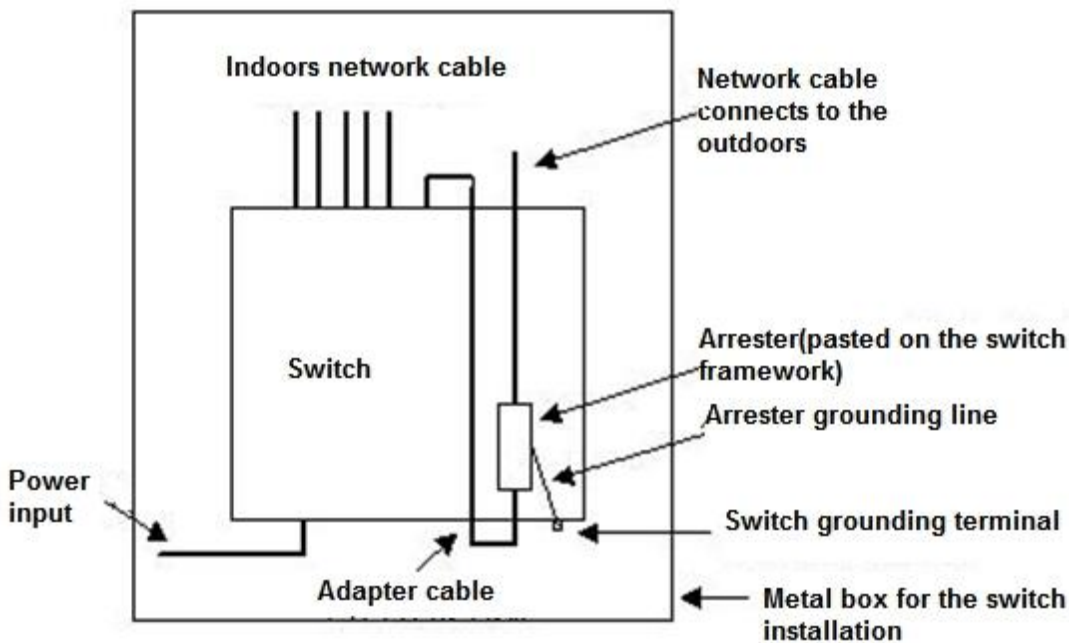 Indoors network cable
Network cable
connects to the
outdoors
Switch
Arrester(pasted on the switch
framework)
Arrester grounding line
Power
input
Switch grounding terminal
Adapter cable
Metal box for the switch
installation